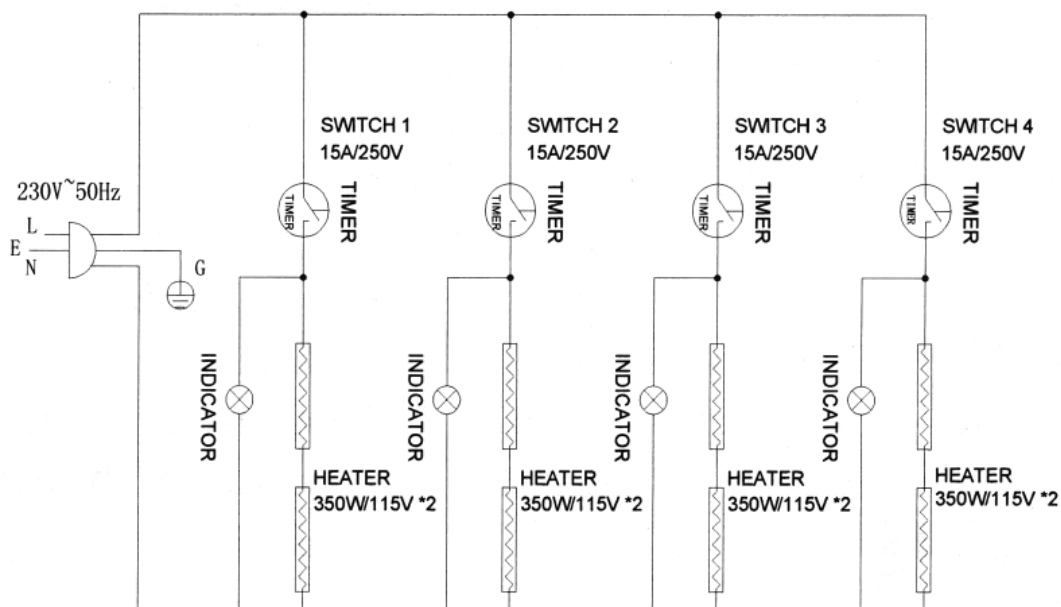 230V~50Hz
L
E
N
G
SWITCH 1
15A/250V
TIMER
TIMER
INDICATOR
HEATER
350W/115V *2
SWITCH 2
15A/250V
TIMER
TIMER
INDICATOR
HEATER
350W/115V *2
SWITCH 3
15A/250V
TIMER
TIMER
INDICATOR
HEATER
350W/115V *2
SWITCH 4
15A/250V
TIMER
TIMER
INDICATOR
HEATER
350W/115V *2